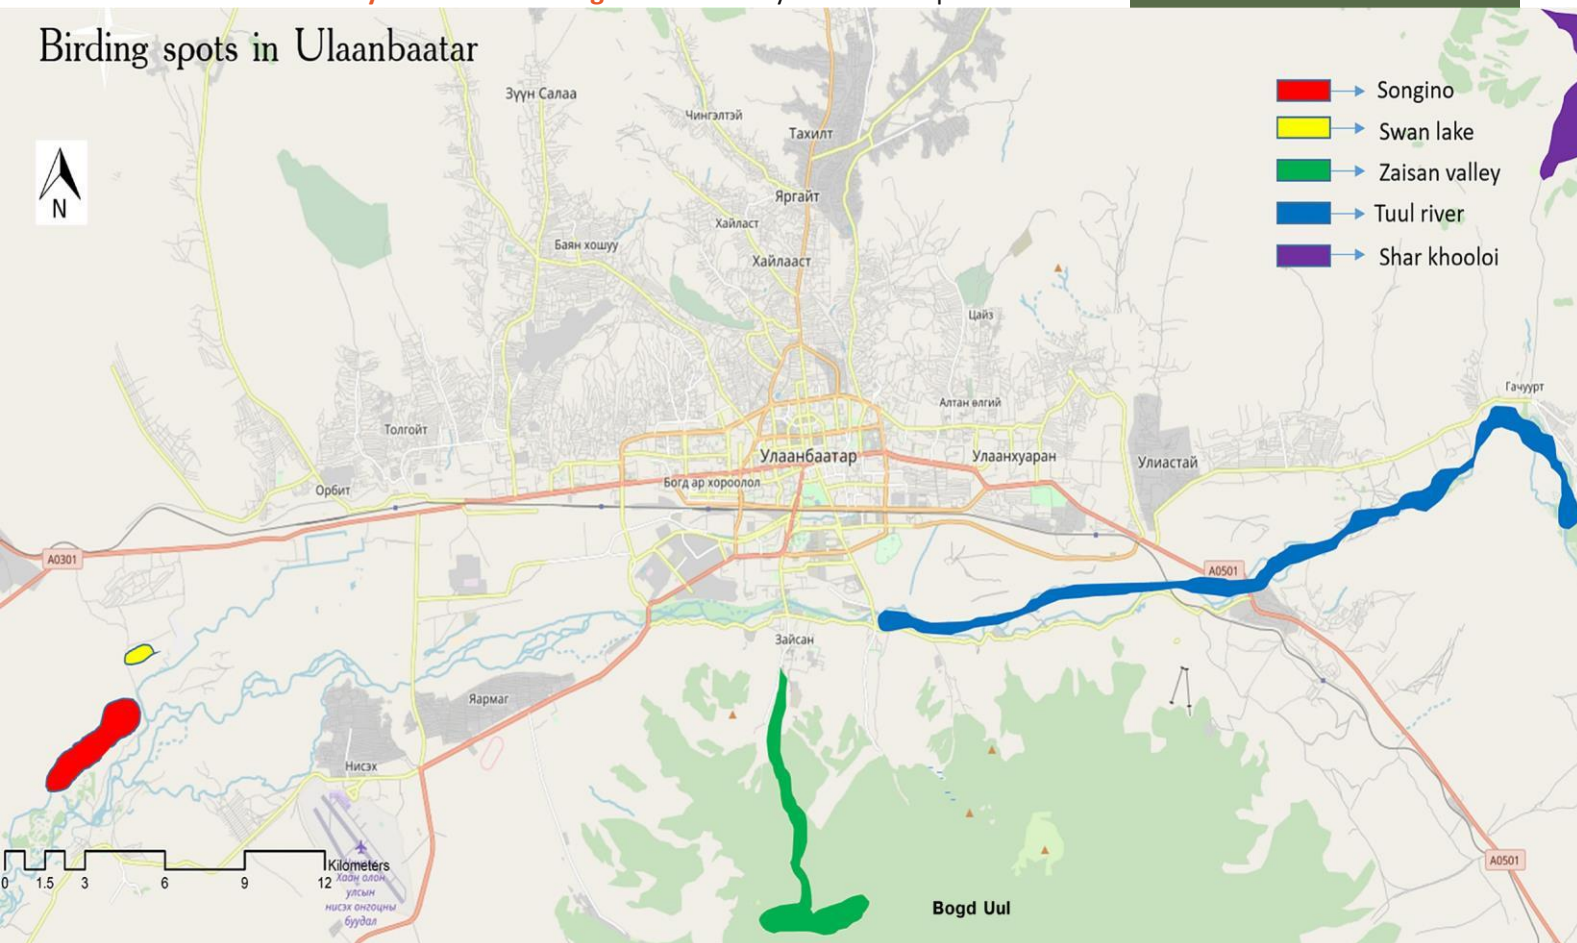 Birding spots in Ulaanbaatar
N
Songino
Swan lake
Zaisan valley
Tuul river
Shar khooloi
Зүүн Салаа
Чингэлтэй
Тахилт
Яргайт
Хайласт
Баян хошуу
Хайлааст
Цайз
Гачуурт
Алтан өлгий
Толгойт
Улаанбаатар
Улаанхуаран
Улиастай
Богд ар хороолол
Орбит
A0301
A0501
Зайсан
Яармаг
Нисэх
A0501
Kilometers
0 1.5 3 6 9 12
Хаан олон
улсын
нисэх онгоцны
буудал
Bogd Uul